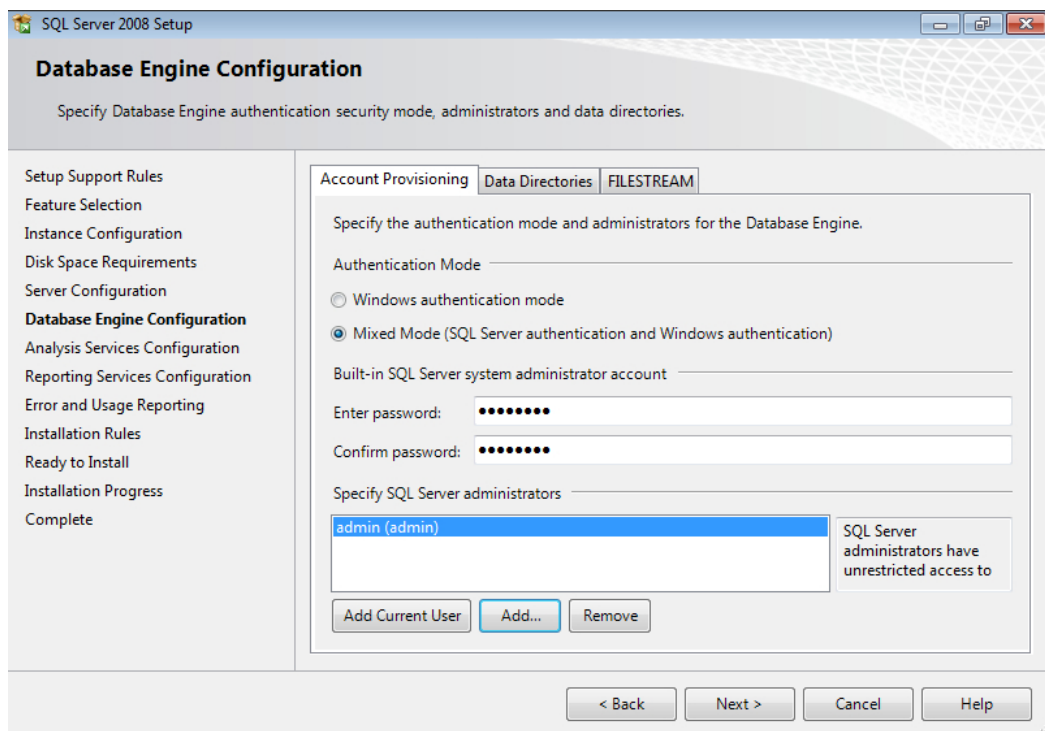 SQL Server 2008 Setup
Database Engine Configuration
Specify Database Engine authentication security mode, administrators and data directories.
Setup Support Rules
Feature Selection
Instance Configuration
Disk Space Requirements
Server Configuration
Database Engine Configuration
Analysis Services Configuration
Reporting Services Configuration
Error and Usage Reporting
Installation Rules
Ready to Install
Installation Progress
Complete
Account Provisioning Data Directories FILESTREAM
Specify the authentication mode and administrators for the Database Engine.
Authentication Mode
Windows authentication mode
Mixed Mode (SQL Server authentication and Windows authentication)
Built-in SQL Server system administrator account
Enter password: ●●●●●●●●
Confirm password: ●●●●●●●●
Specify SQL Server administrators
admin (admin)
SQL Server
administrators have
unrestricted access to
Add Current User Add... Remove
< Back Next > Cancel Help